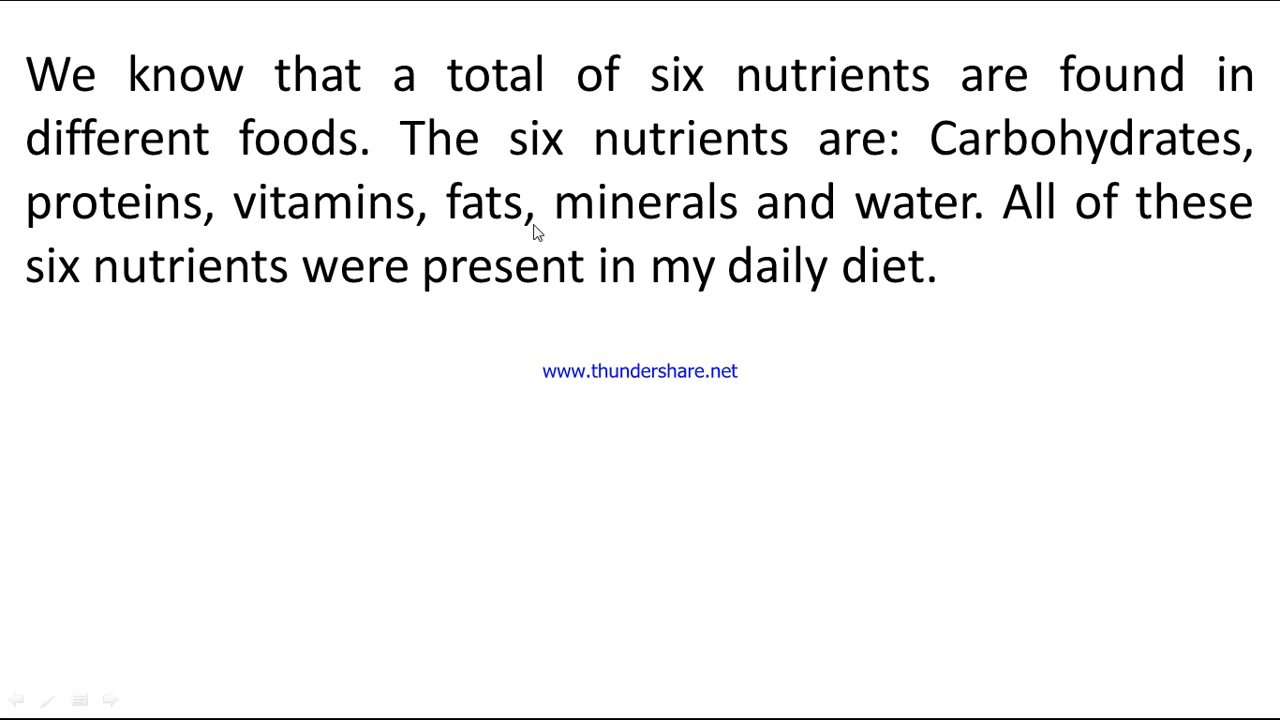 We know that a total of six nutrients are found in
different foods. The six nutrients are: Carbohydrates,
proteins, vitamins, fats, minerals and water. All of these
six nutrients were present in my daily diet.
www.thundershare.net